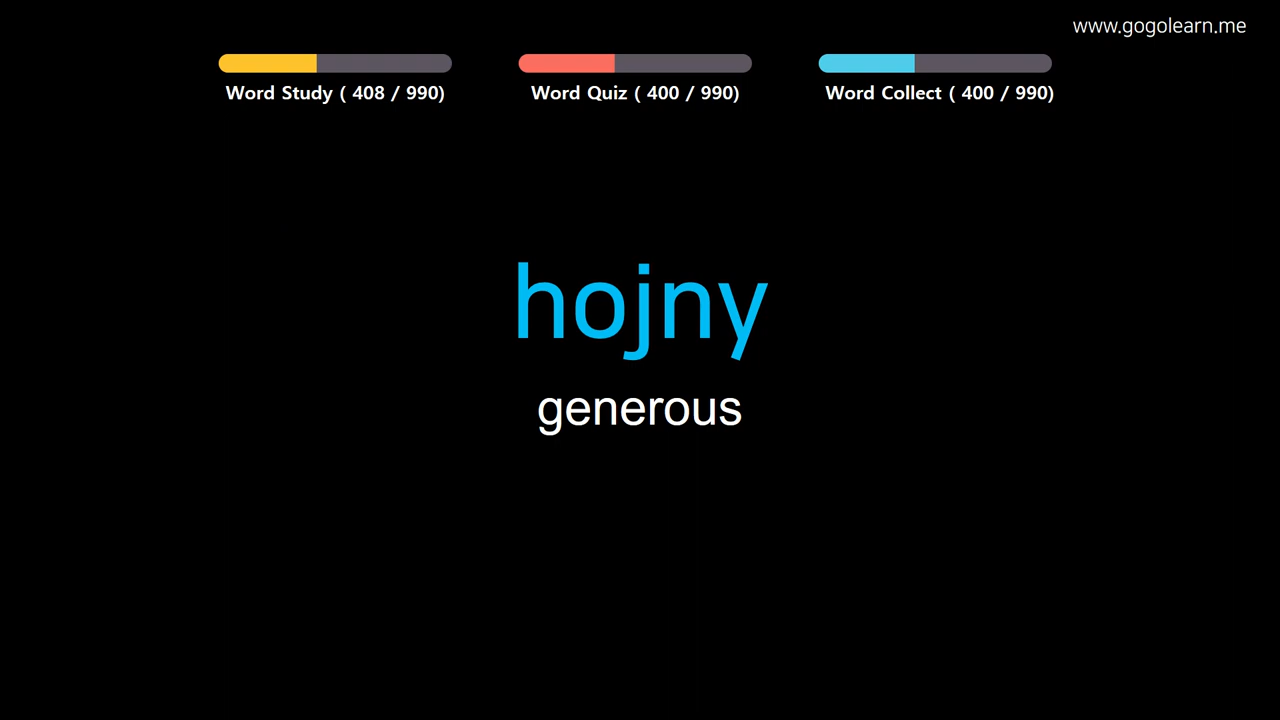 www.gogolearn.me
Word Study ( 408 / 990)
Word Quiz ( 400 / 990)
Word Collect ( 400 / 990)
hojny
generous